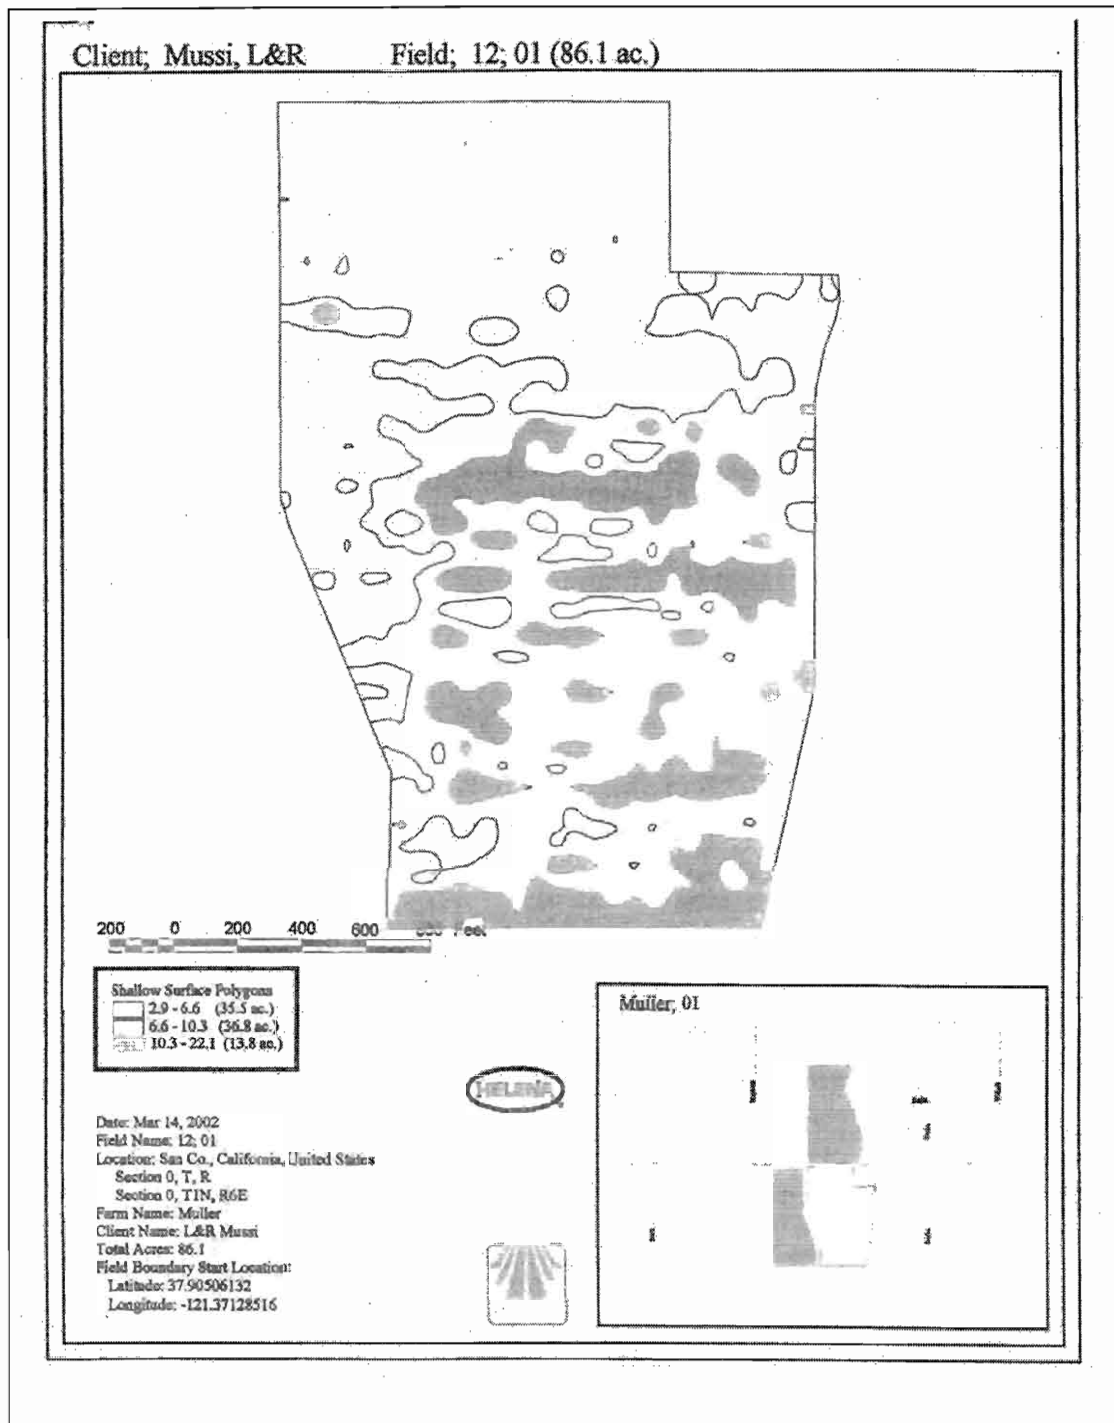 Client; Mussi, L&R Field; 12; 01 (86.1 ac.)
200 0 200 400 600 800 Feet
Shallow Surface Polygons
2.9 - 6.6 (35.5 ac.)
6.6 - 10.3 (36.8 ac.)
10.3 - 22.1 (13.8 ac.)
Muller, 01
HELENA
Date: Mar 14, 2002
Field Name: 12; 01
Location: San Co., California, United States
Section 0, T, R
Section 0, T1N, R6E
Farm Name: Muller
Client Name: L&R Mussi
Total Acres: 86.1
Field Boundary Start Location:
Latitude: 37.90506132
Longitude: -121.37128516